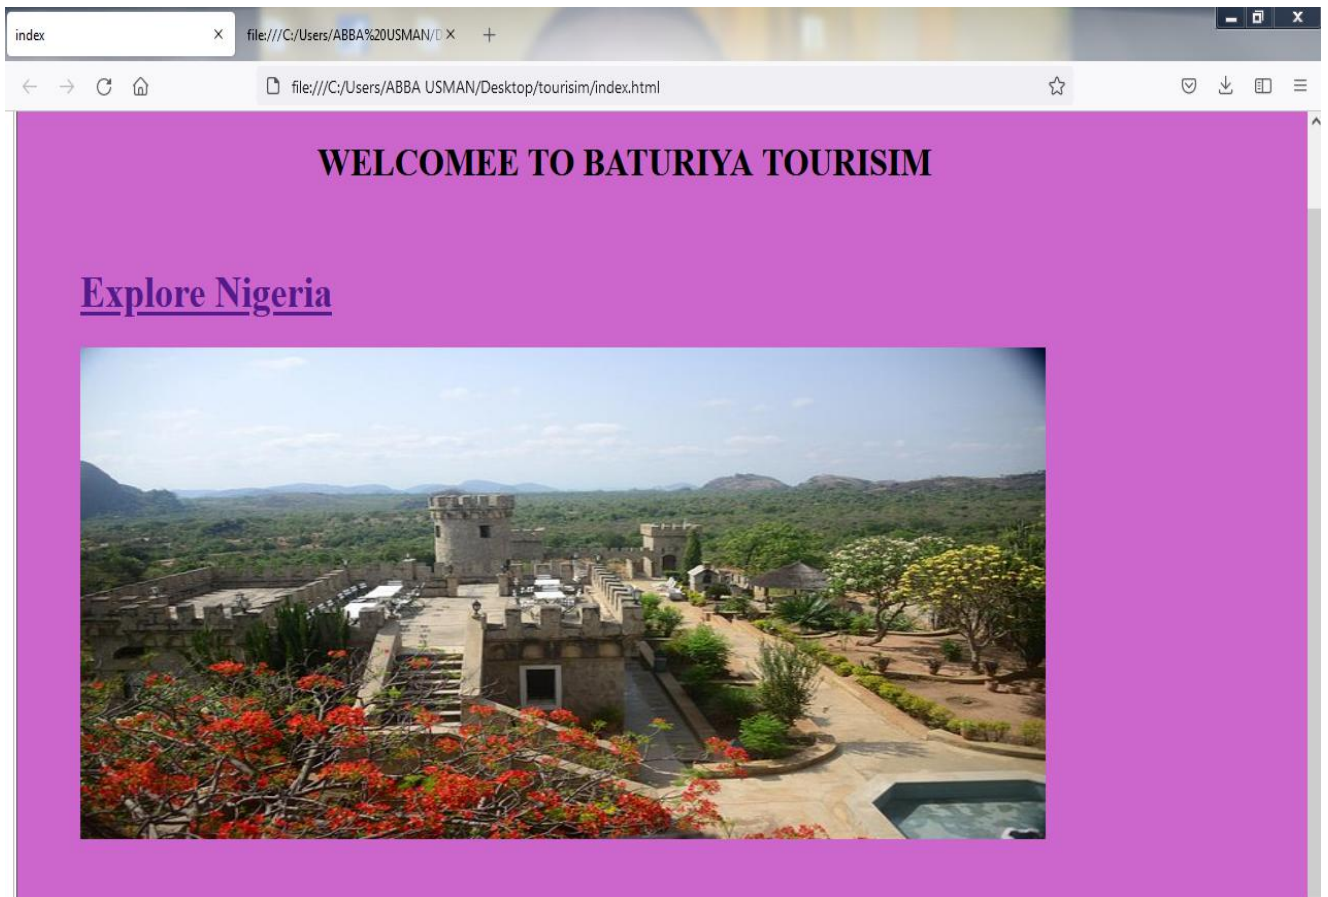 index
file:///C:/Users/ABBA%20USMAN/D
file:///C:/Users/ABBA USMAN/Desktop/tourisim/index.html
WELCOMEE TO BATURIYA TOURISIM
Explore Nigeria